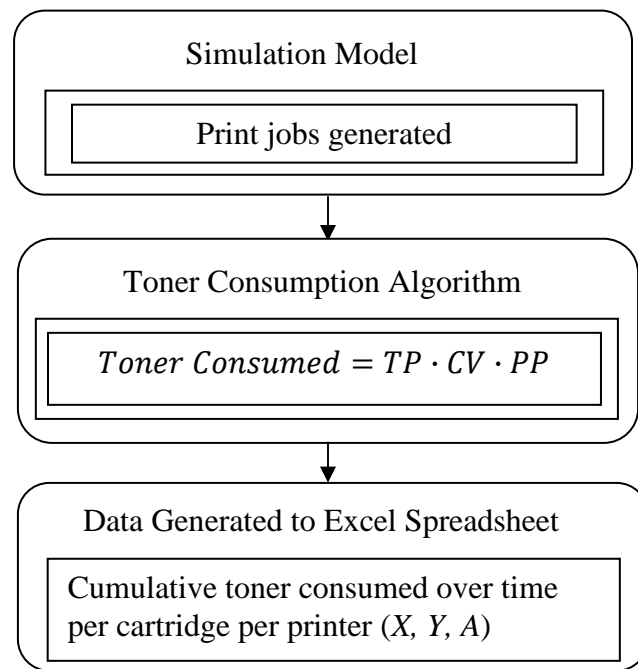 Simulation Model
Print jobs generated
Toner Consumption Algorithm
Toner Consumed = TP · CV · PP
Data Generated to Excel Spreadsheet
Cumulative toner consumed over time
per cartridge per printer (X, Y, A)